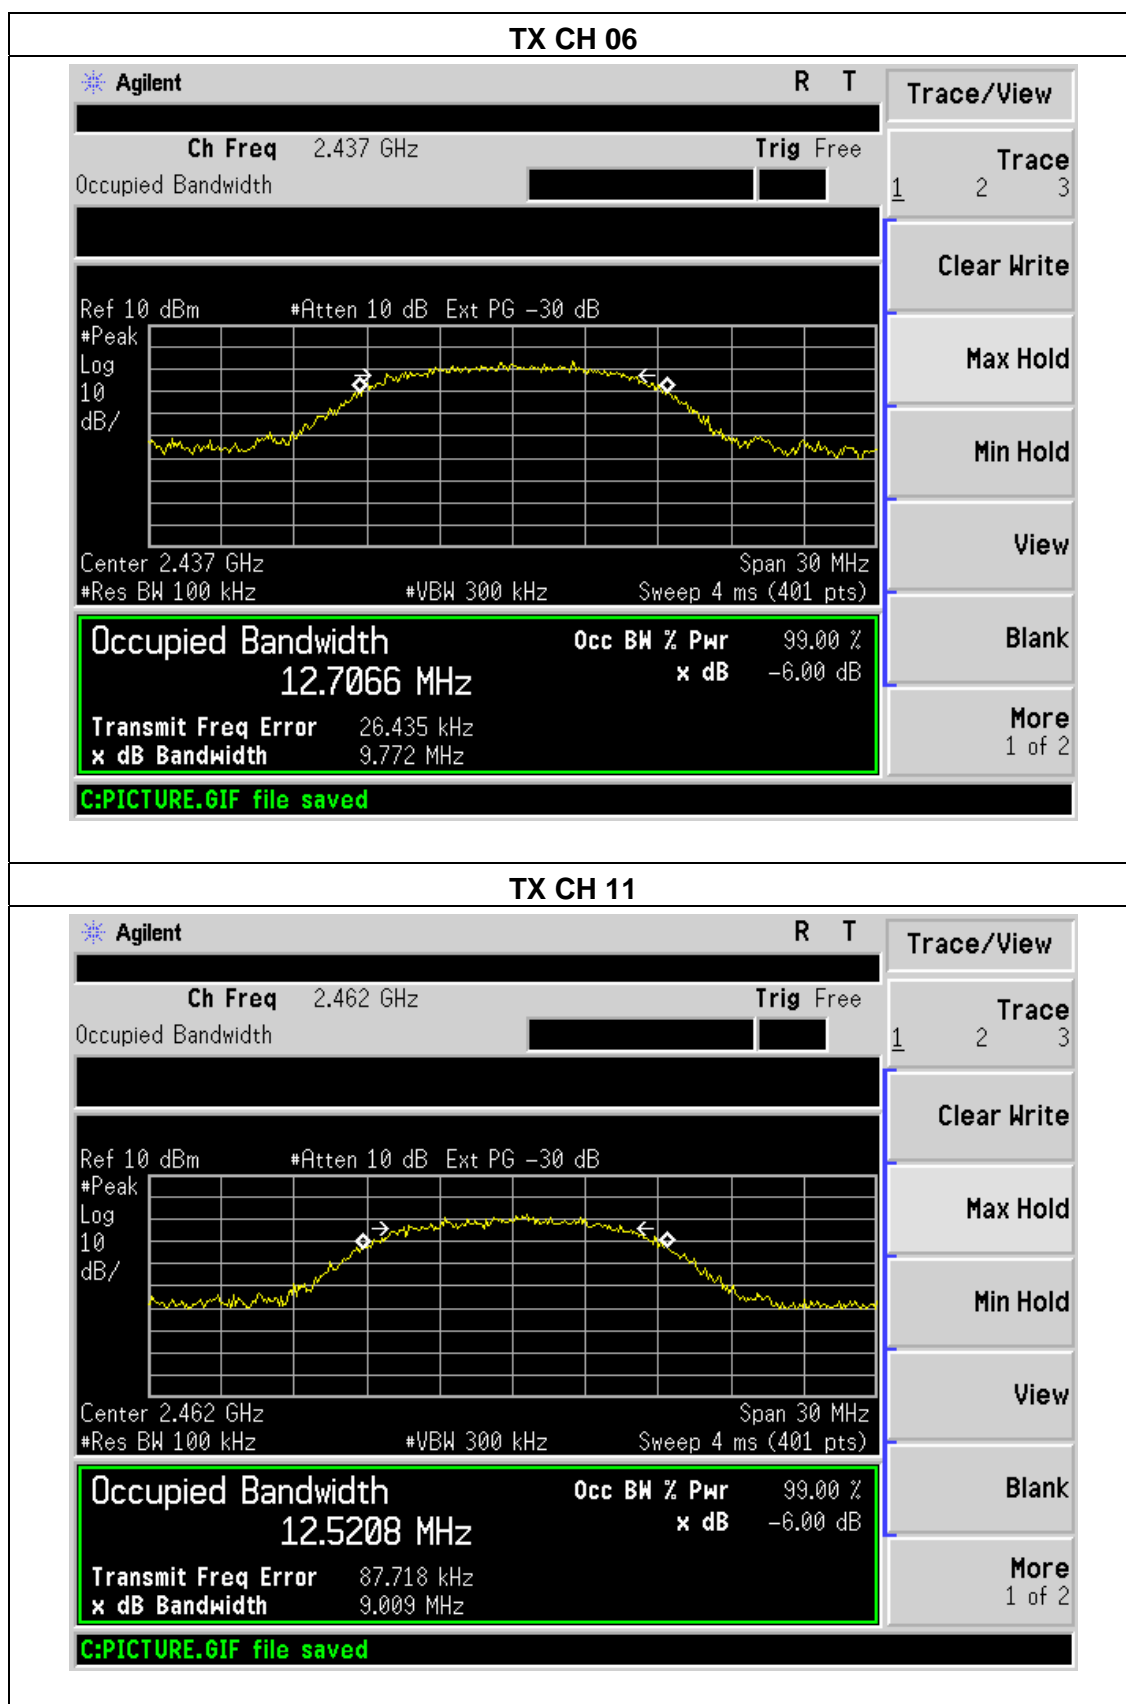 TX CH 06
Agilent R T
Trace/View
Ch Freq 2.437 GHz Trig Free
Occupied Bandwidth
Trace
1 2 3
Clear Write
Max Hold
Min Hold
View
Blank
More
1 of 2
Ref 10 dBm #Atten 10 dB Ext PG -30 dB
#Peak
Log
10
dB/
Center 2.437 GHz Span 30 MHz
#Res BW 100 kHz #VBW 300 kHz Sweep 4 ms (401 pts)
Occupied Bandwidth Occ BW % Pwr 99.00 %
12.7066 MHz x dB -6.00 dB
Transmit Freq Error 26.435 kHz
x dB Bandwidth 9.772 MHz
C:PICTURE.GIF file saved
TX CH 11
Agilent R T
Trace/View
Ch Freq 2.462 GHz Trig Free
Occupied Bandwidth
Trace
1 2 3
Clear Write
Max Hold
Min Hold
View
Blank
More
1 of 2
Ref 10 dBm #Atten 10 dB Ext PG -30 dB
#Peak
Log
10
dB/
Center 2.462 GHz Span 30 MHz
#Res BW 100 kHz #VBW 300 kHz Sweep 4 ms (401 pts)
Occupied Bandwidth Occ BW % Pwr 99.00 %
12.5208 MHz x dB -6.00 dB
Transmit Freq Error 87.718 kHz
x dB Bandwidth 9.009 MHz
C:PICTURE.GIF file saved